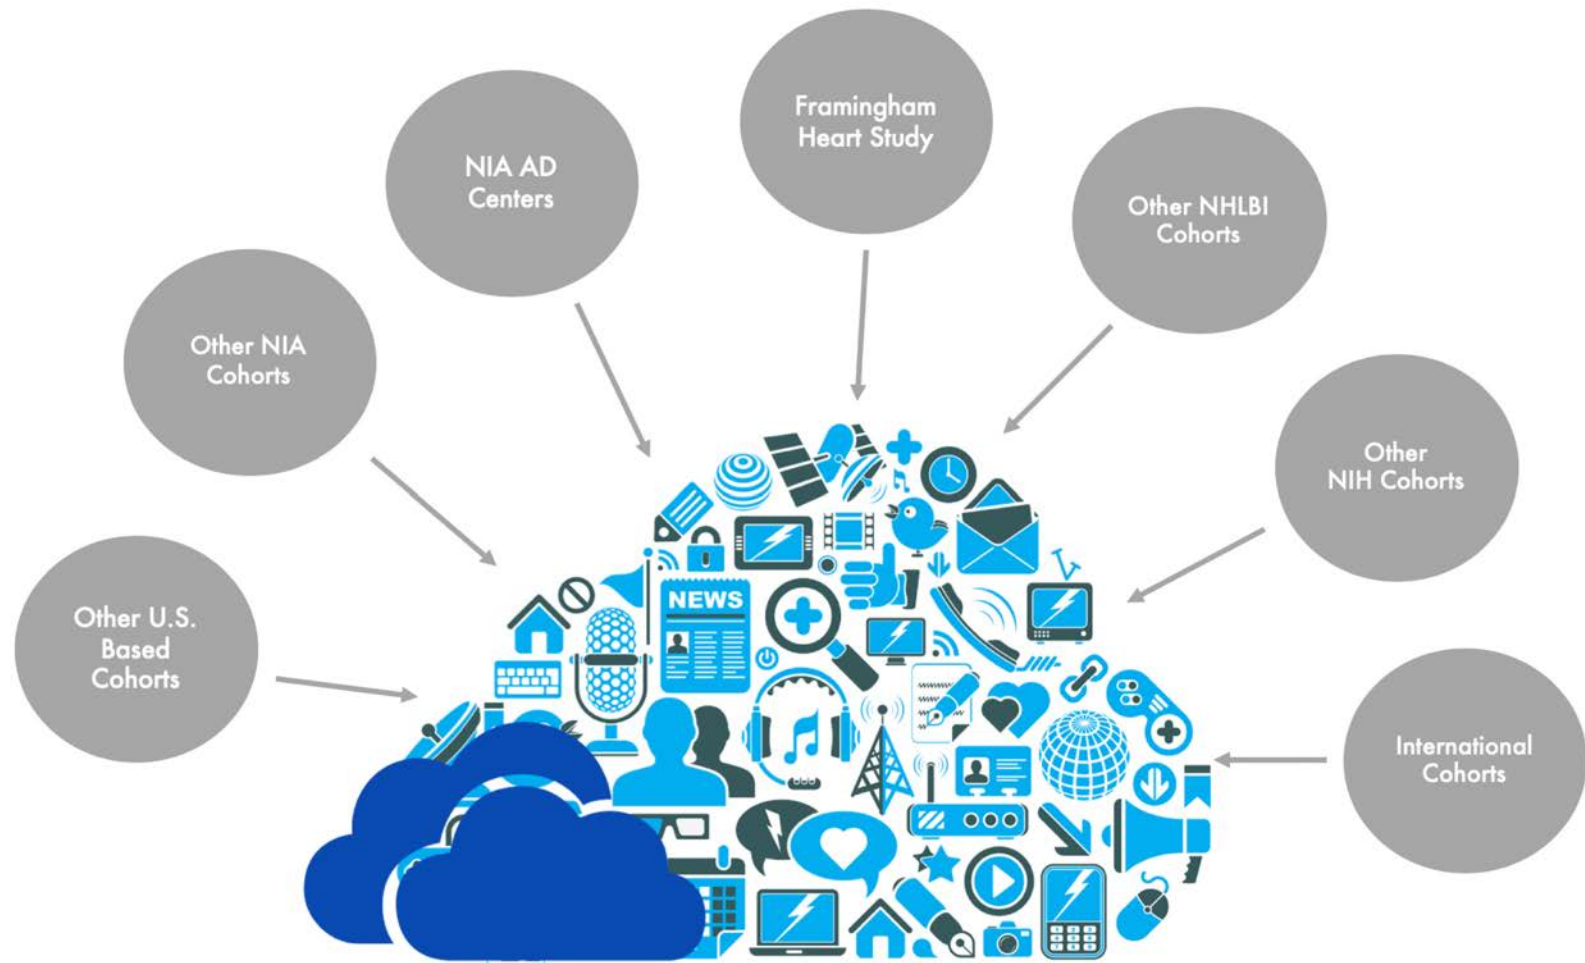 Framingham
Heart Study
NIA AD
Centers
Other NHLBI
Cohorts
Other NIA
Cohorts
Other
NIH Cohorts
Other U.S.
Based
Cohorts
International
Cohorts
NEWS